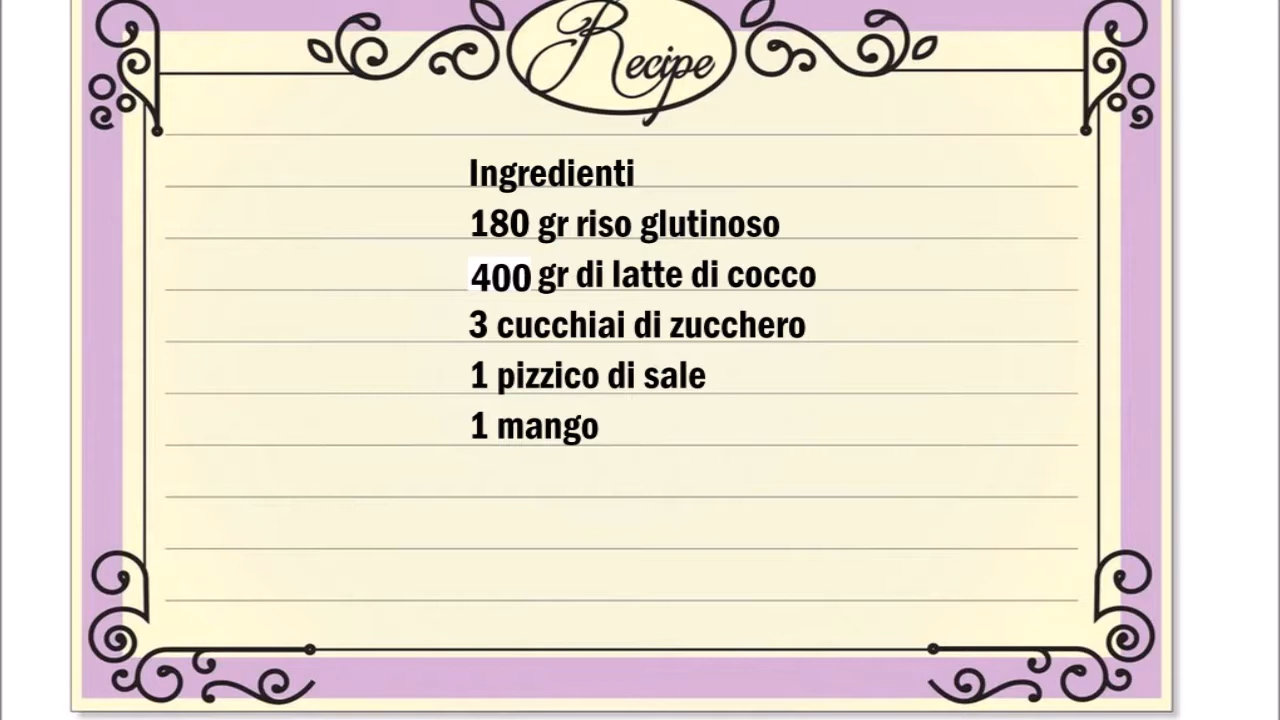 Recipe
Ingredienti
180 gr riso glutinoso
400 gr di latte di cocco
3 cucchiai di zucchero
1 pizzico di sale
1 mango